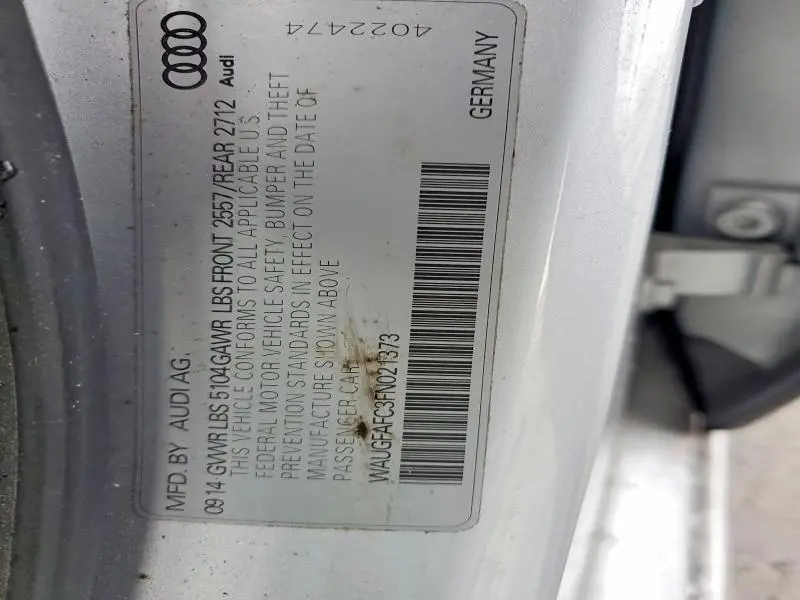 MFD. BY AUDI AG.
09 14 GVWR LBS 5104 GAWR LBS FRONT 2557/REAR 2712
Audi
THIS VEHICLE CONFORMS TO ALL APPLICABLE U.S.
FEDERAL MOTOR VEHICLE SAFETY, BUMPER AND THEFT
PREVENTION STANDARDS IN EFFECT ON THE DATE OF
MANUFACTURE SHOWN ABOVE
PASSENGER CAR
WAUGFAFC3FN021373
4022474
GERMANY